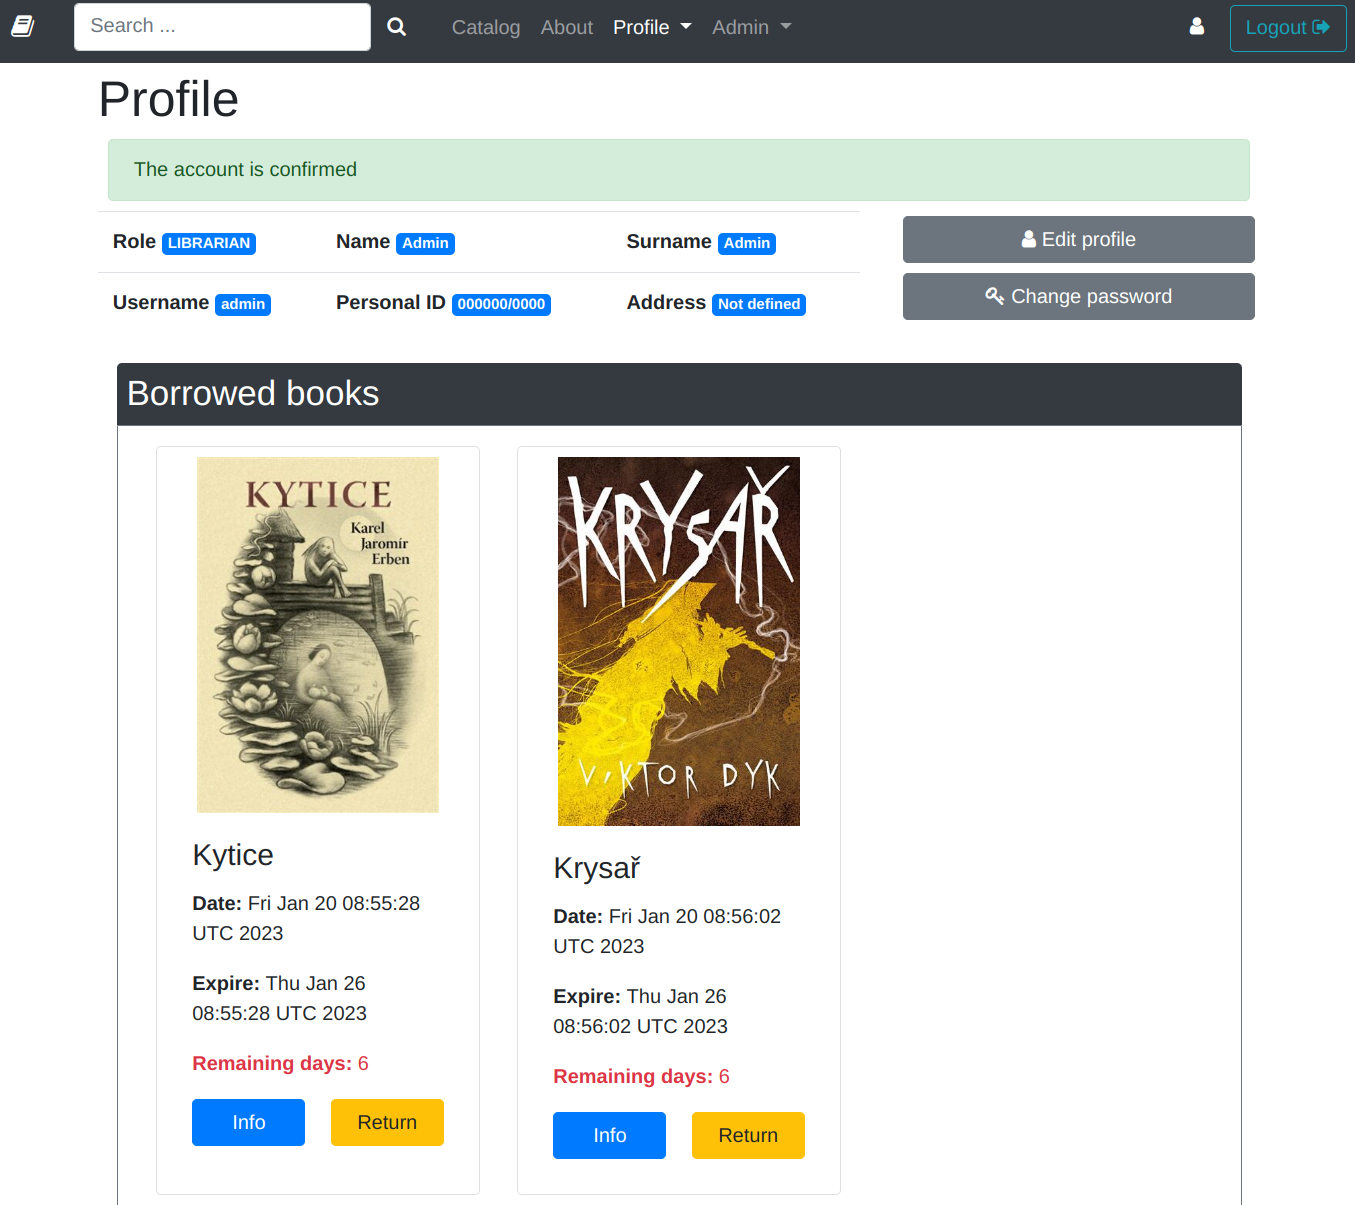 Search ... Catalog About Profile Admin Logout
Profile
The account is confirmed
Role LIBRARIAN Name Admin Surname Admin
Edit profile
Username admin Personal ID 000000/0000 Address Not defined
Change password
Borrowed books
KYTICE
Karel
Jaromír
Erben
Kytice
Date: Fri Jan 20 08:55:28
UTC 2023
Expire: Thu Jan 26
08:55:28 UTC 2023
Remaining days: 6
Info Return
KRYSAŘ
VIKTOR DYK
Krysař
Date: Fri Jan 20 08:56:02
UTC 2023
Expire: Thu Jan 26
08:56:02 UTC 2023
Remaining days: 6
Info Return